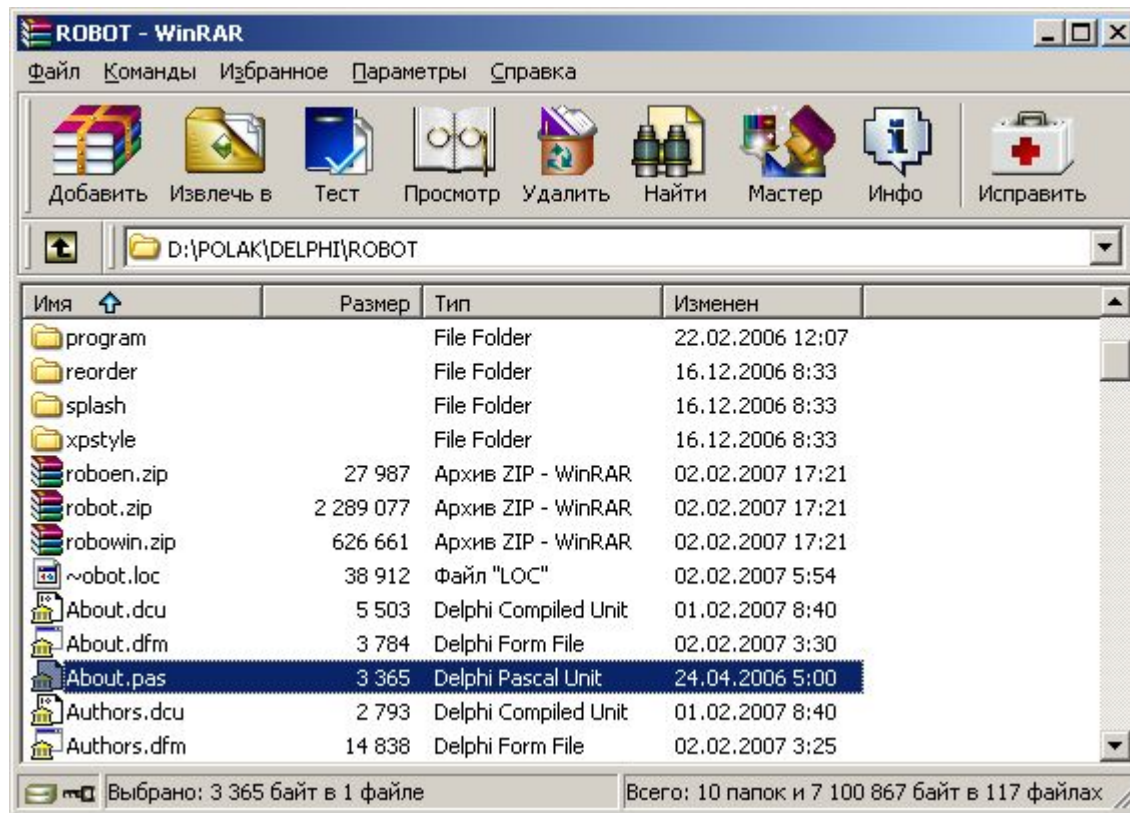 ROBOT - WinRAR
Файл Команды Избранное Параметры Справка
Добавить Извлечь в Тест Просмотр Удалить Найти Мастер Инфо Исправить
D:\POLAK\DELPHI\ROBOT
Имя Размер Тип Изменен
program File Folder 22.02.2006 12:07
reorder File Folder 16.12.2006 8:33
splash File Folder 16.12.2006 8:33
xpstyle File Folder 16.12.2006 8:33
roboen.zip 27 987 Архив ZIP - WinRAR 02.02.2007 17:21
robot.zip 2 289 077 Архив ZIP - WinRAR 02.02.2007 17:21
robowin.zip 626 661 Архив ZIP - WinRAR 02.02.2007 17:21
~obot.loc 38 912 Файл "LOC" 02.02.2007 5:54
About.dcu 5 503 Delphi Compiled Unit 01.02.2007 8:40
About.dfm 3 784 Delphi Form File 02.02.2007 3:30
About.pas 3 365 Delphi Pascal Unit 24.04.2006 5:00
Authors.dcu 2 793 Delphi Compiled Unit 01.02.2007 8:40
Authors.dfm 14 838 Delphi Form File 02.02.2007 3:25
Выбрано: 3 365 байт в 1 файле Всего: 10 папок и 7 100 867 байт в 117 файлах